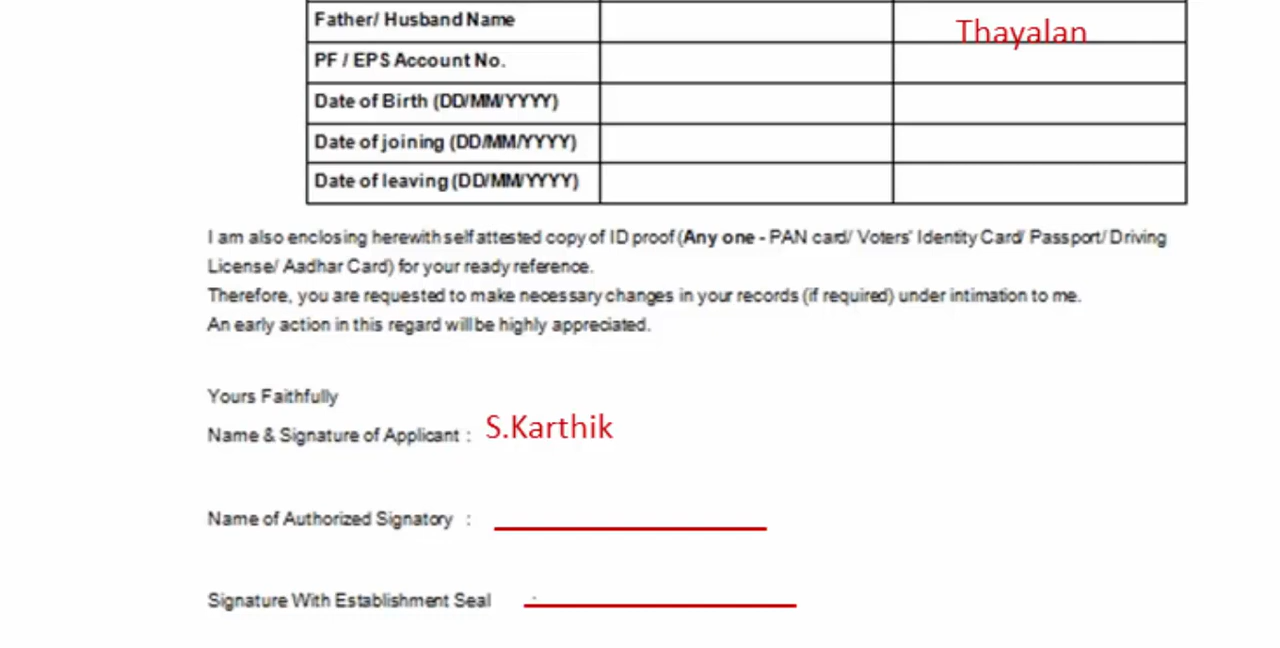 Father/ Husband Name Thayalan
PF / EPS Account No.
Date of Birth (DD/MM/YYYY)
Date of joining (DD/MM/YYYY)
Date of leaving (DD/MM/YYYY)
I am also enclosing herewith self attested copy of ID proof (Any one - PAN card/ Voters' Identity Card/ Passport/ Driving
License/ Aadhar Card) for your ready reference.
Therefore, you are requested to make necessary changes in your records (if required) under intimation to me.
An early action in this regard will be highly appreciated.
Yours Faithfully
Name & Signature of Applicant : S.Karthik
Name of Authorized Signatory :
Signature With Establishment Seal